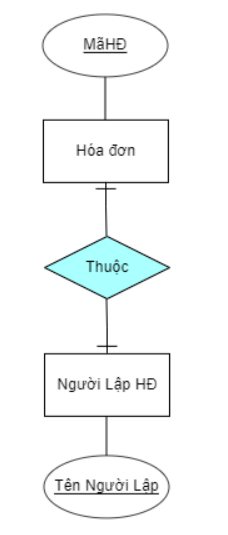 MãHĐ
Hóa đơn
Thuộc
Người Lập HĐ
Tên Người Lập